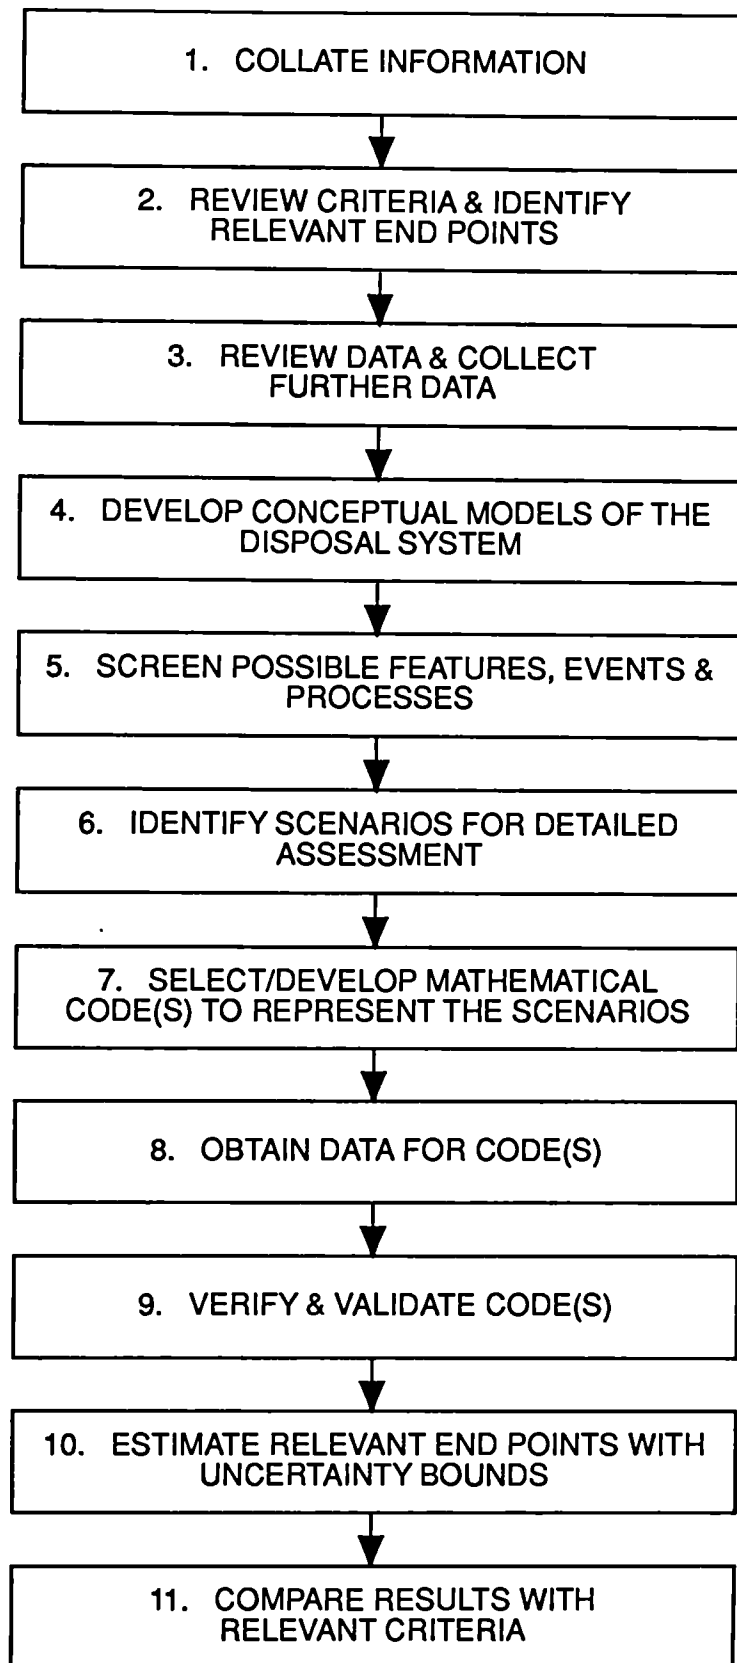 1. COLLATE INFORMATION
2. REVIEW CRITERIA & IDENTIFY
RELEVANT END POINTS
3. REVIEW DATA & COLLECT
FURTHER DATA
4. DEVELOP CONCEPTUAL MODELS OF THE
DISPOSAL SYSTEM
5. SCREEN POSSIBLE FEATURES, EVENTS &
PROCESSES
6. IDENTIFY SCENARIOS FOR DETAILED
ASSESSMENT
7. SELECT/DEVELOP MATHEMATICAL
CODE(S) TO REPRESENT THE SCENARIOS
8. OBTAIN DATA FOR CODE(S)
9. VERIFY & VALIDATE CODE(S)
10. ESTIMATE RELEVANT END POINTS WITH
UNCERTAINTY BOUNDS
11. COMPARE RESULTS WITH
RELEVANT CRITERIA